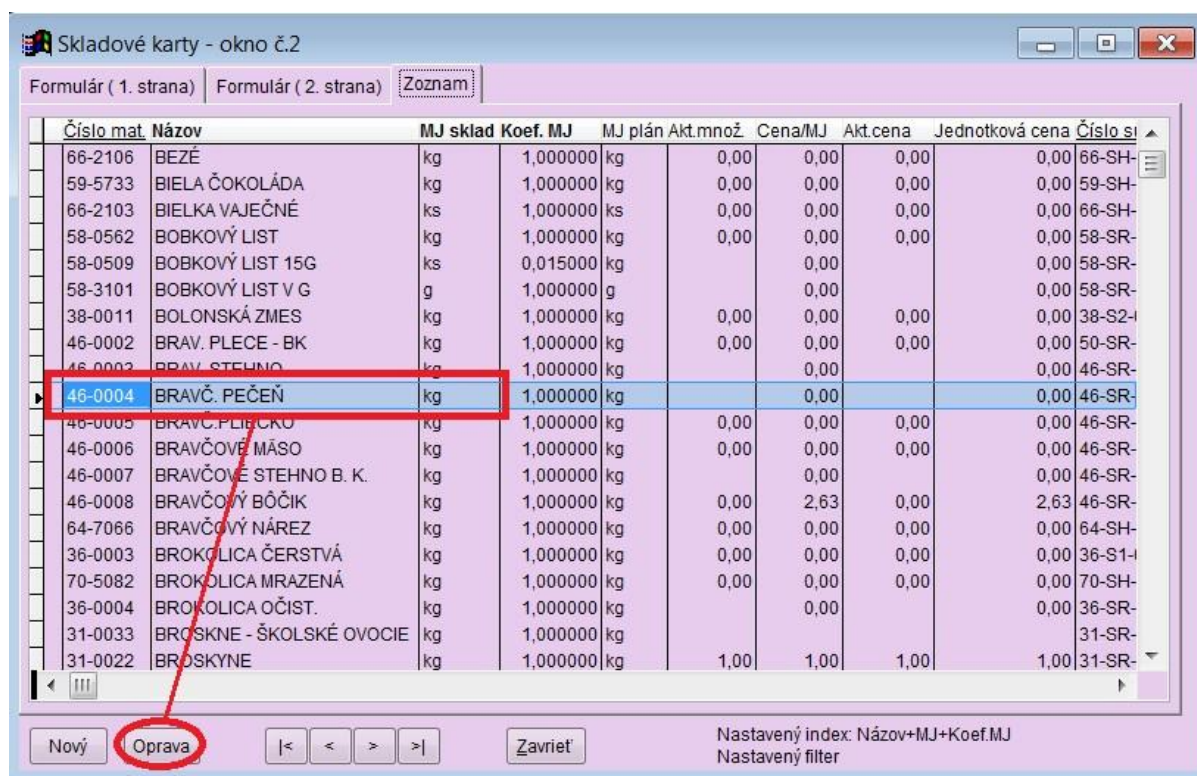 Skladové karty - okno č.2
Formulár ( 1. strana) Formulár ( 2. strana) Zoznam
Číslo mat. Názov MJ sklad Koef. MJ MJ plán Akt.množ. Cena/MJ Akt.cena Jednotková cena Číslo
66-2106 BEZÉ kg 1,000000 kg 0,00 0,00 0,00 0,00 66-SH-
59-5733 BIELA ČOKOLÁDA kg 1,000000 kg 0,00 0,00 0,00 0,00 59-SH-
66-2103 BIELKA VAJEČNÉ ks 1,000000 ks 0,00 0,00 0,00 0,00 66-SH-
58-0562 BOBKOVÝ LIST kg 1,000000 kg 0,00 0,00 0,00 0,00 58-SR-
58-0509 BOBKOVÝ LIST 15G ks 0,015000 kg 0,00 0,00 58-SR-
58-3101 BOBKOVÝ LIST V G g 1,000000 g 0,00 0,00 58-SR-
38-0011 BOLONSKÁ ZMES kg 1,000000 kg 0,00 0,00 0,00 0,00 38-S2-
46-0002 BRAV. PLECE - BK kg 1,000000 kg 0,00 0,00 0,00 0,00 50-SR-
46-0003 BRAV. STEHNO kg 1,000000 kg 0,00 0,00 46-SR-
46-0004 BRAVČ. PEČEŇ kg 1,000000 kg 0,00 0,00 46-SR-
46-0005 BRAVČ.PLIECKO kg 1,000000 kg 0,00 0,00 0,00 0,00 46-SR-
46-0006 BRAVČOVÉ MÄSO kg 1,000000 kg 0,00 0,00 0,00 0,00 46-SR-
46-0007 BRAVČOVÉ STEHNO B. K. kg 1,000000 kg 0,00 0,00 46-SR-
46-0008 BRAVČOVÝ BÔČIK kg 1,000000 kg 0,00 2,63 0,00 2,63 46-SR-
64-7066 BRAVČOVÝ NÁREZ kg 1,000000 kg 0,00 0,00 0,00 0,00 64-SH-
36-0003 BROKOLICA ČERSTVÁ kg 1,000000 kg 0,00 0,00 0,00 0,00 36-S1-
70-5082 BROKOLICA MRAZENÁ kg 1,000000 kg 0,00 0,00 0,00 0,00 70-SH-
36-0004 BROKOLICA OČIST. kg 1,000000 kg 0,00 0,00 36-SR-
31-0033 BROSKNE - ŠKOLSKÉ OVOCIE kg 1,000000 kg 31-SR-
31-0022 BROSKYNE kg 1,000000 kg 1,00 1,00 1,00 1,00 31-SR-
Nový Oprava |< < > >| Zavrieť
Nastavený index: Názov+MJ+Koef.MJ
Nastavený filter